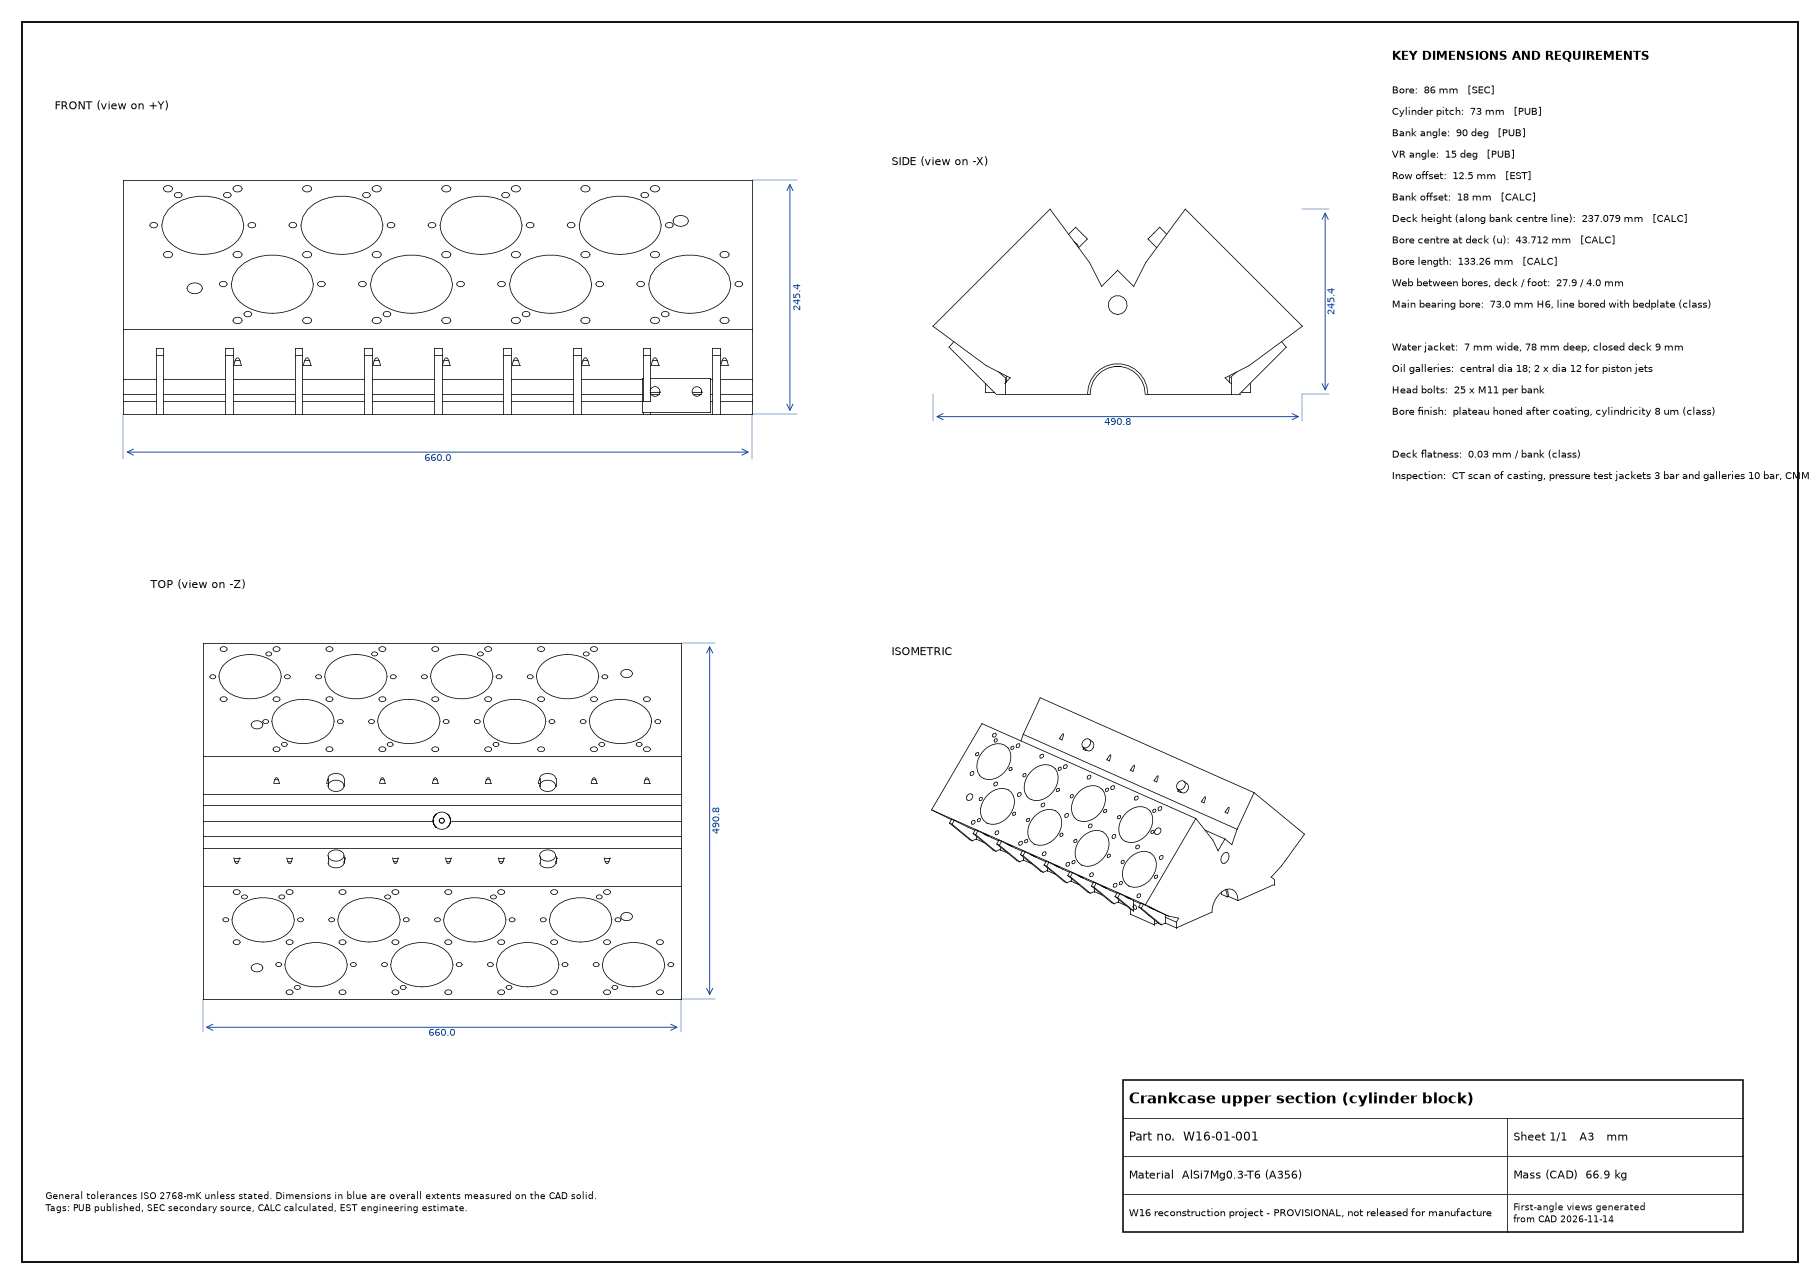 KEY DIMENSIONS AND REQUIREMENTS
Bore: 86 mm [SEC]
Cylinder pitch: 73 mm [PUB]
Bank angle: 90 deg [PUB]
VR angle: 15 deg [PUB]
Row offset: 12.5 mm [EST]
Bank offset: 18 mm [CALC]
Deck height (along bank centre line): 237.079 mm [CALC]
Bore centre at deck (u): 43.712 mm [CALC]
Bore length: 133.26 mm [CALC]
Web between bores, deck / foot: 27.9 / 4.0 mm
Main bearing bore: 73.0 mm H6, line bored with bedplate (class)
Water jacket: 7 mm wide, 78 mm deep, closed deck 9 mm
Oil galleries: central dia 18; 2 x dia 12 for piston jets
Head bolts: 25 x M11 per bank
Bore finish: plateau honed after coating, cylindricity 8 um (class)
Deck flatness: 0.03 mm / bank (class)
Inspection: CT scan of casting, pressure test jackets 3 bar and galleries 10 bar, CMM
FRONT (view on +Y)
245.4
660.0
SIDE (view on -X)
245.4
490.8
TOP (view on -Z)
490.8
660.0
ISOMETRIC
Crankcase upper section (cylinder block)
Part no. W16-01-001
Sheet 1/1 A3 mm
Material AlSi7Mg0.3-T6 (A356)
Mass (CAD) 66.9 kg
W16 reconstruction project - PROVISIONAL, not released for manufacture
First-angle views generated
from CAD 2026-11-14
General tolerances ISO 2768-mK unless stated. Dimensions in blue are overall extents measured on the CAD solid.
Tags: PUB published, SEC secondary source, CALC calculated, EST engineering estimate.